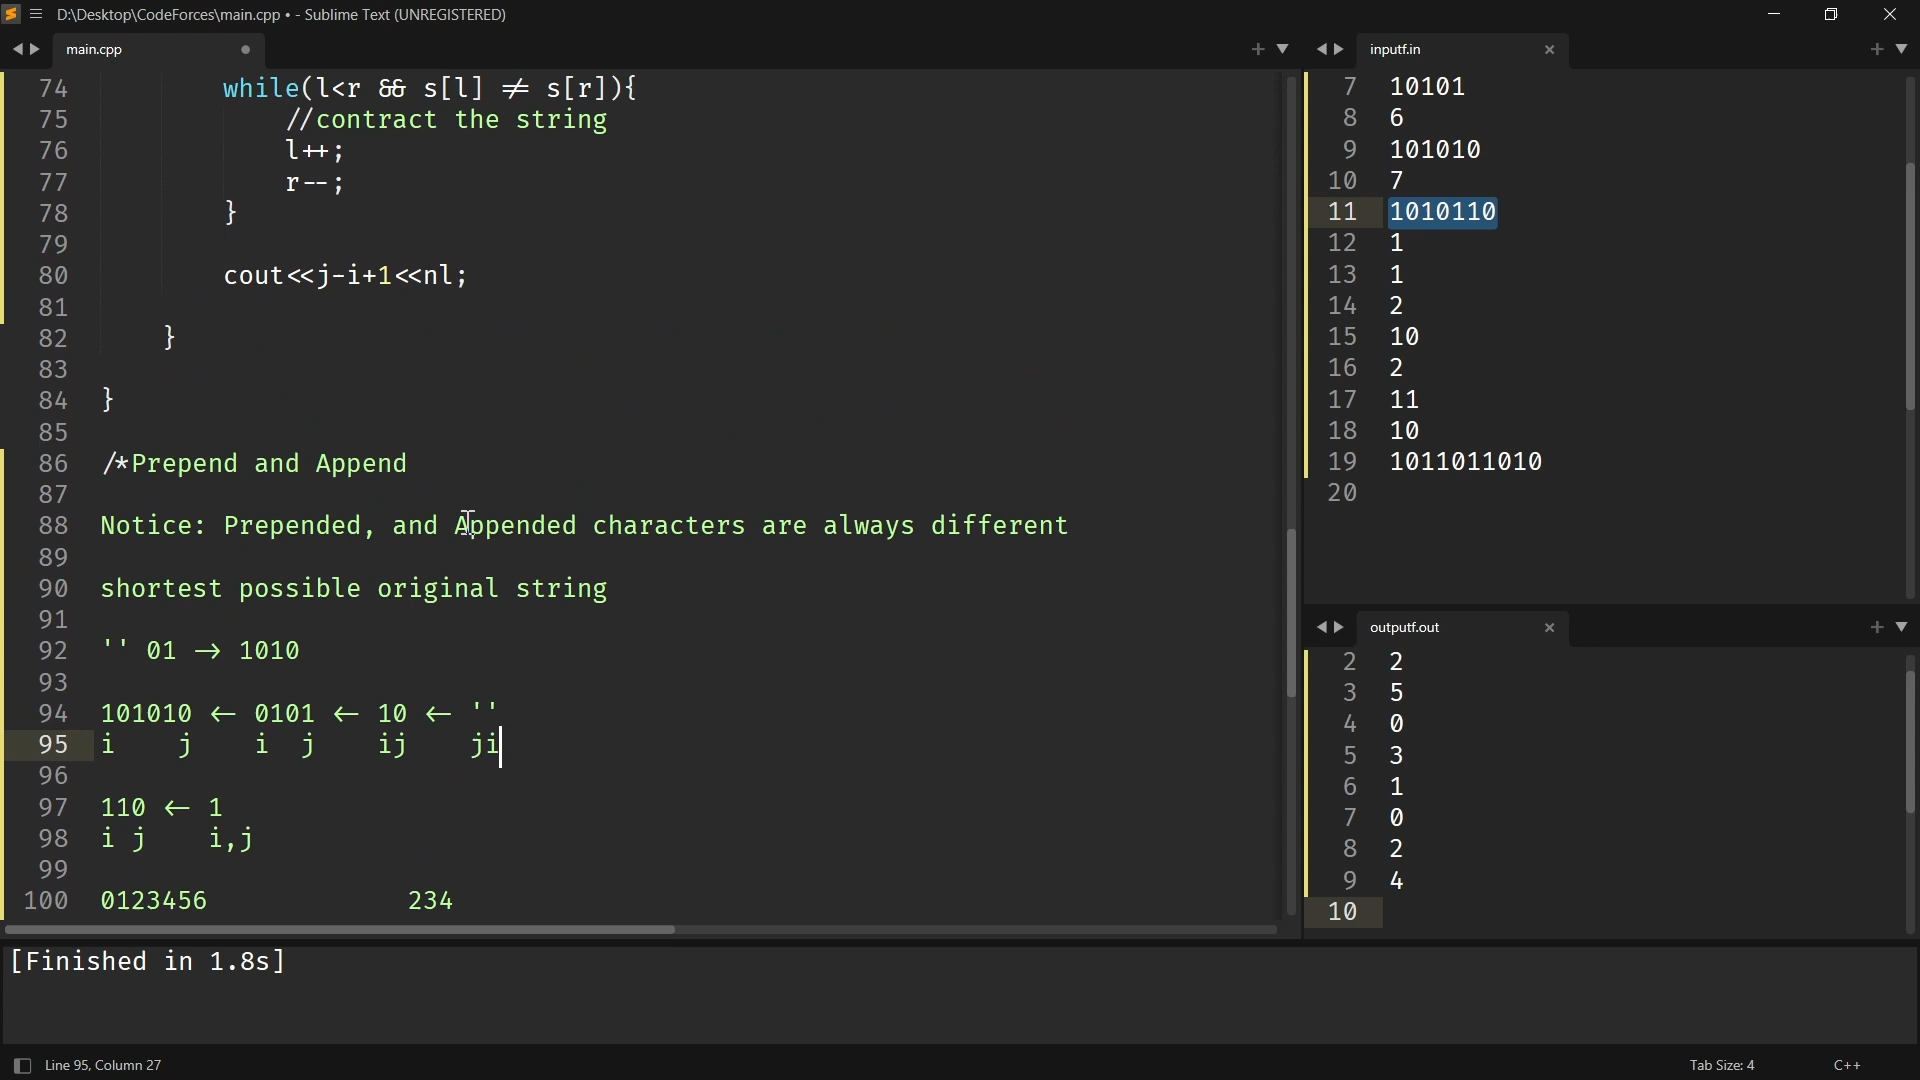 D:\Desktop\CodeForces\main.cpp • - Sublime Text (UNREGISTERED)
main.cpp
74 while(l<r && s[l] != s[r]){
75 //contract the string
76 l++;
77 r--;
78 }
79
80 cout<<j-i+1<<nl;
81
82 }
83
84 }
85
86 /*Prepend and Append
87
88 Notice: Prepended, and Appended characters are always different
89
90 shortest possible original string
91
92 '' 01 -> 1010
93
94 101010 <- 0101 <- 10 <- ''
95 i    j    i  j    ij    ji
96
97 110 <- 1
98 i j    i,j
99
100 0123456             234
inputf.in
7 10101
8 6
9 101010
10 7
11 1010110
12 1
13 1
14 2
15 10
16 2
17 11
18 10
19 1011011010
20
outputf.out
2 2
3 5
4 0
5 3
6 1
7 0
8 2
9 4
10
[Finished in 1.8s]
Line 95, Column 27
Tab Size: 4
C++